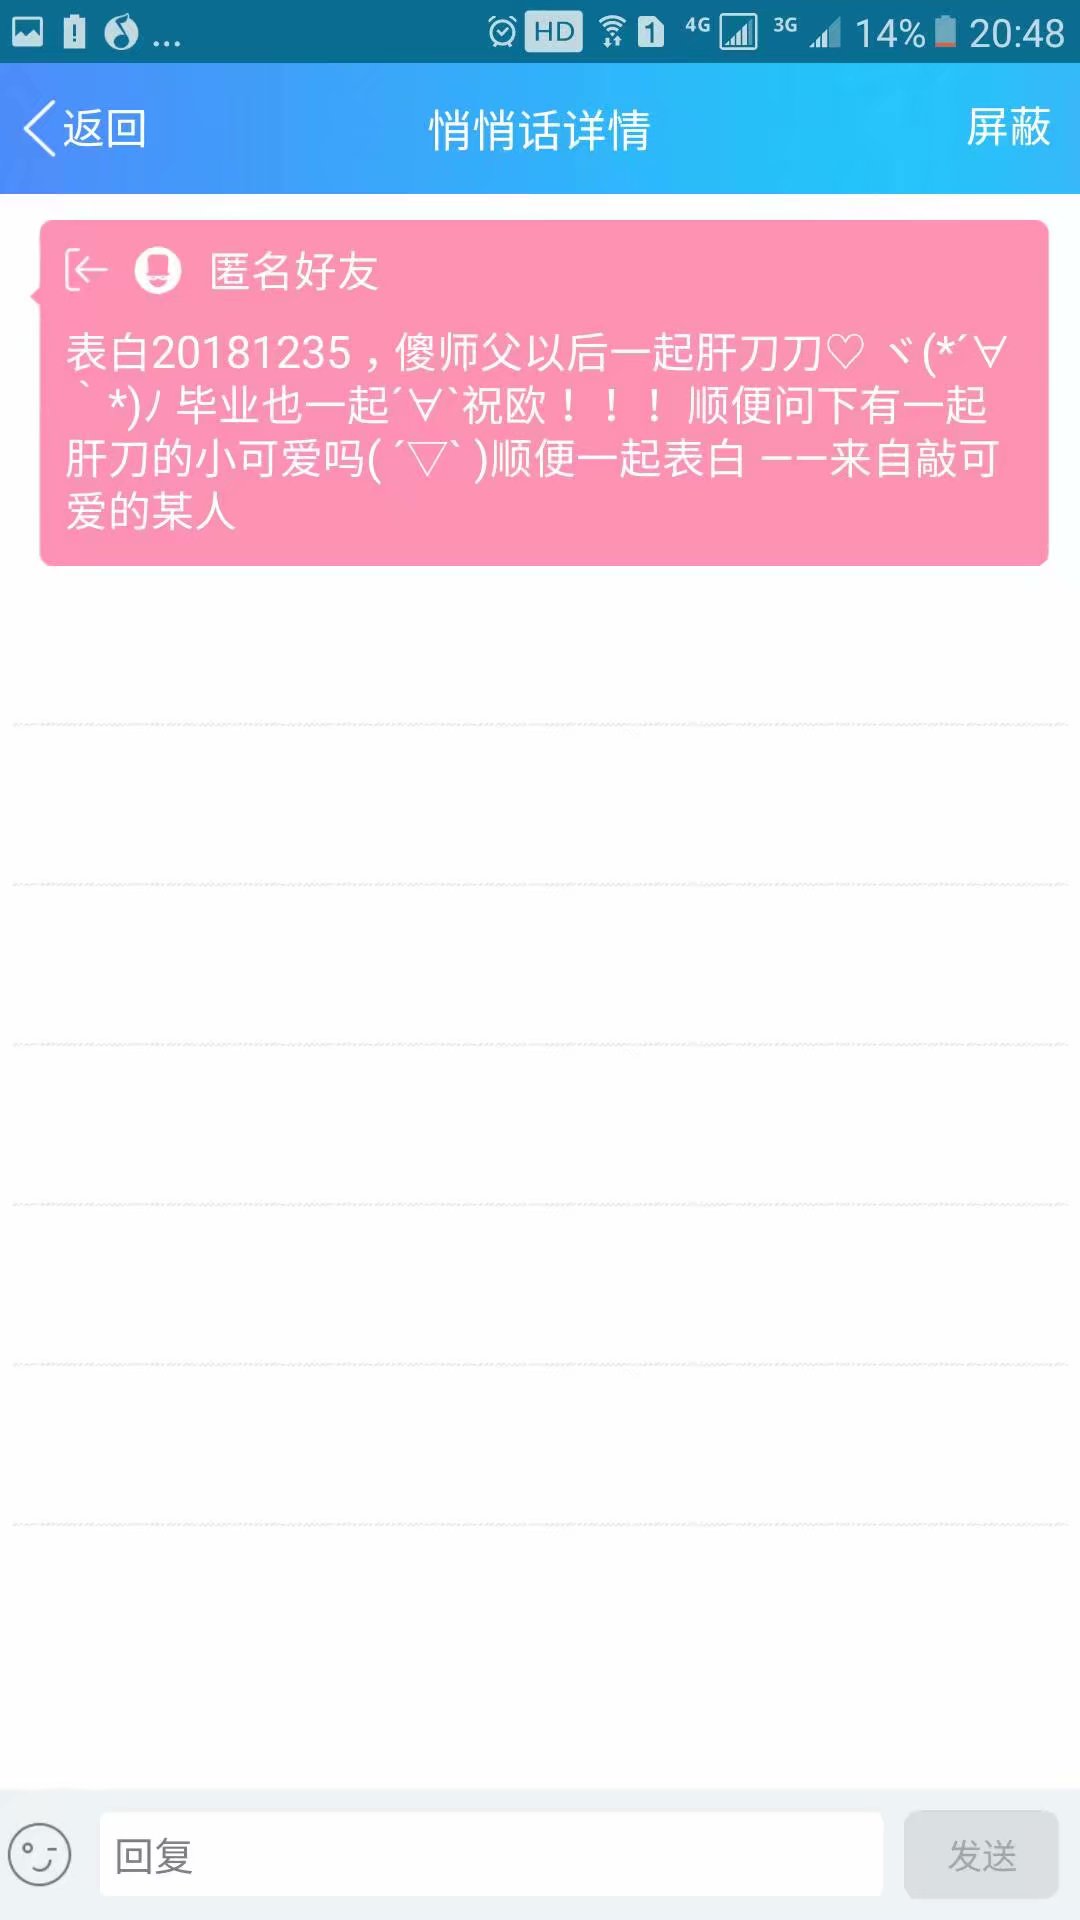 ... HD 1 4G 3G 14% 20:48
返回 悄悄话详情 屏蔽
匿名好友
表白20181235，傻师父以后一起肝刀刀♡ヾ(*´∀
｀*)ﾉ 毕业也一起´∀`祝欧！！！顺便问下有一起
肝刀的小可爱吗( ´▽` )顺便一起表白 ——来自敲可
爱的某人
回复 发送